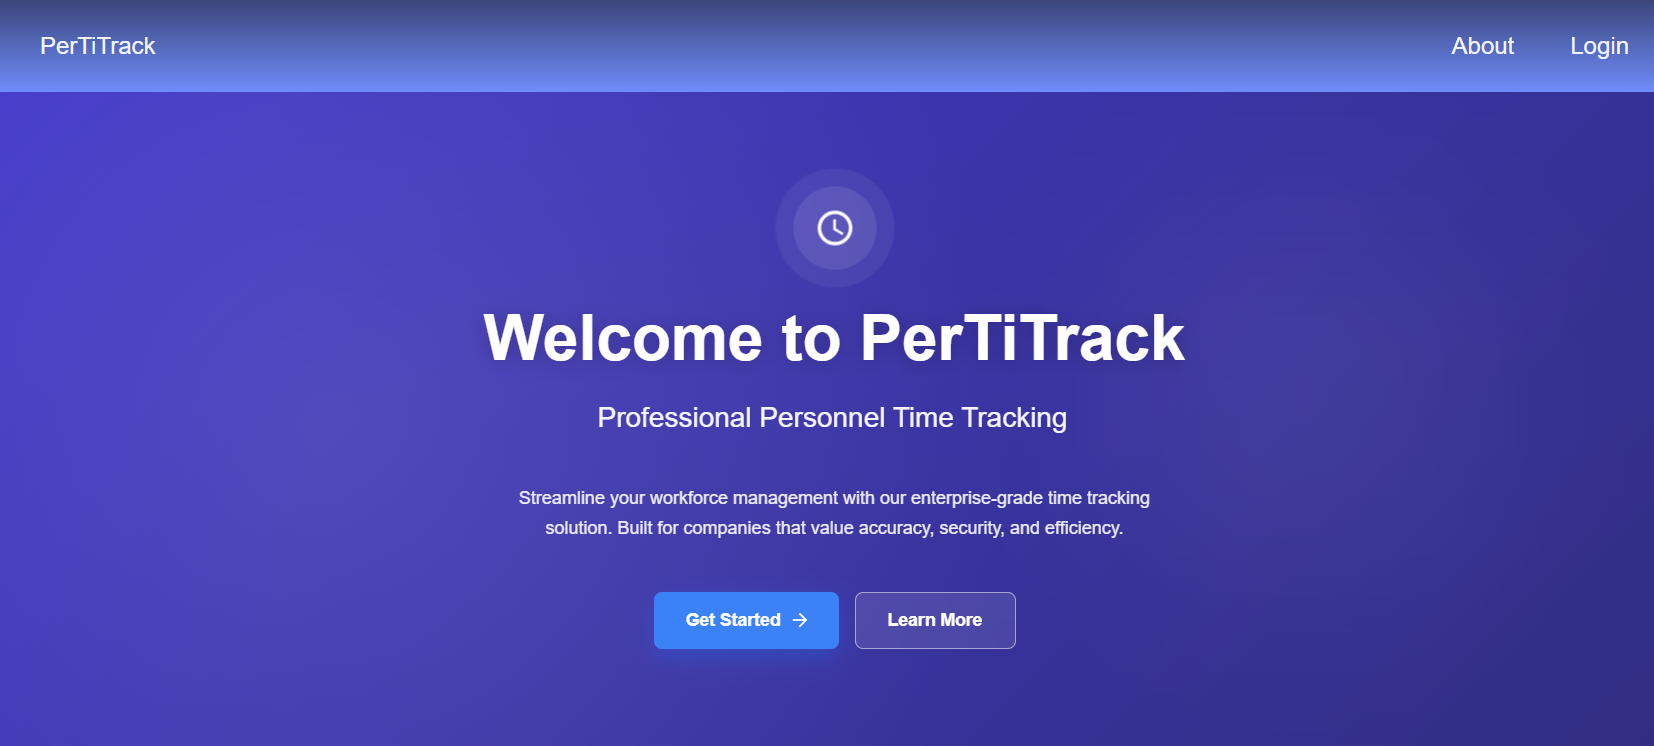 PerTiTrack
About
Login
Welcome to PerTiTrack
Professional Personnel Time Tracking
Streamline your workforce management with our enterprise-grade time tracking
solution. Built for companies that value accuracy, security, and efficiency.
Get Started →
Learn More